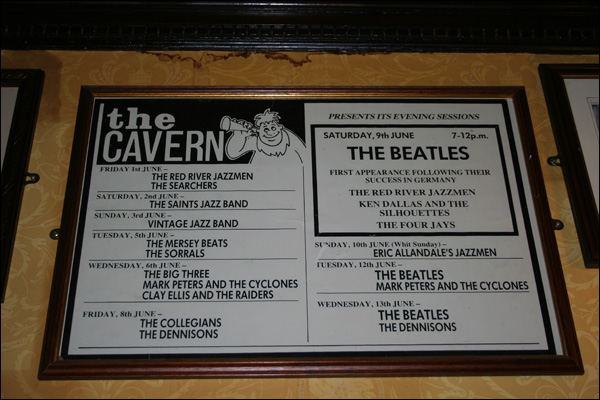 the
CAVERN
FRIDAY 1st JUNE –
THE RED RIVER JAZZMEN
THE SEARCHERS
SATURDAY, 2nd JUNE –
THE SAINTS JAZZ BAND
SUNDAY, 3rd JUNE –
VINTAGE JAZZ BAND
TUESDAY, 5th JUNE –
THE MERSEY BEATS
THE SORRALS
WEDNESDAY, 6th JUNE –
THE BIG THREE
MARK PETERS AND THE CYCLONES
CLAY ELLIS AND THE RAIDERS
FRIDAY, 8th JUNE –
THE COLLEGIANS
THE DENNISONS
PRESENTS ITS EVENING SESSIONS
SATURDAY, 9th JUNE 7-12p.m.
THE BEATLES
FIRST APPEARANCE FOLLOWING THEIR
SUCCESS IN GERMANY
THE RED RIVER JAZZMEN
KEN DALLAS AND THE
SILHOUETTES
THE FOUR JAYS
SUNDAY, 10th JUNE (Whit Sunday) –
ERIC ALLANDALE'S JAZZMEN
TUESDAY, 12th JUNE –
THE BEATLES
MARK PETERS AND THE CYCLONES
WEDNESDAY, 13th JUNE –
THE BEATLES
THE DENNISONS